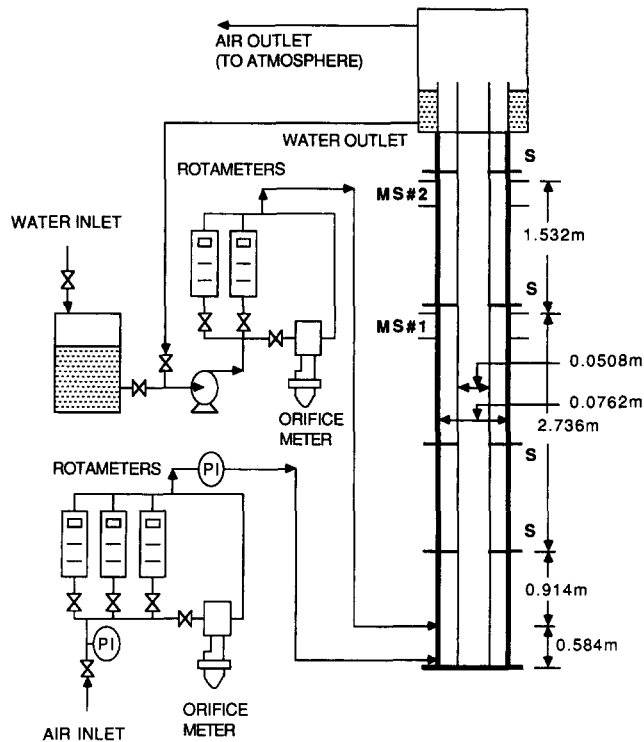 AIR OUTLET
(TO ATMOSPHERE)
WATER OUTLET
S
ROTAMETERS
MS#2
WATER INLET
1.532m
S
MS#1
0.0508m
0.0762m
ORIFICE
METER
2.736m
S
ROTAMETERS
PI
S
0.914m
PI
0.584m
ORIFICE
METER
AIR INLET